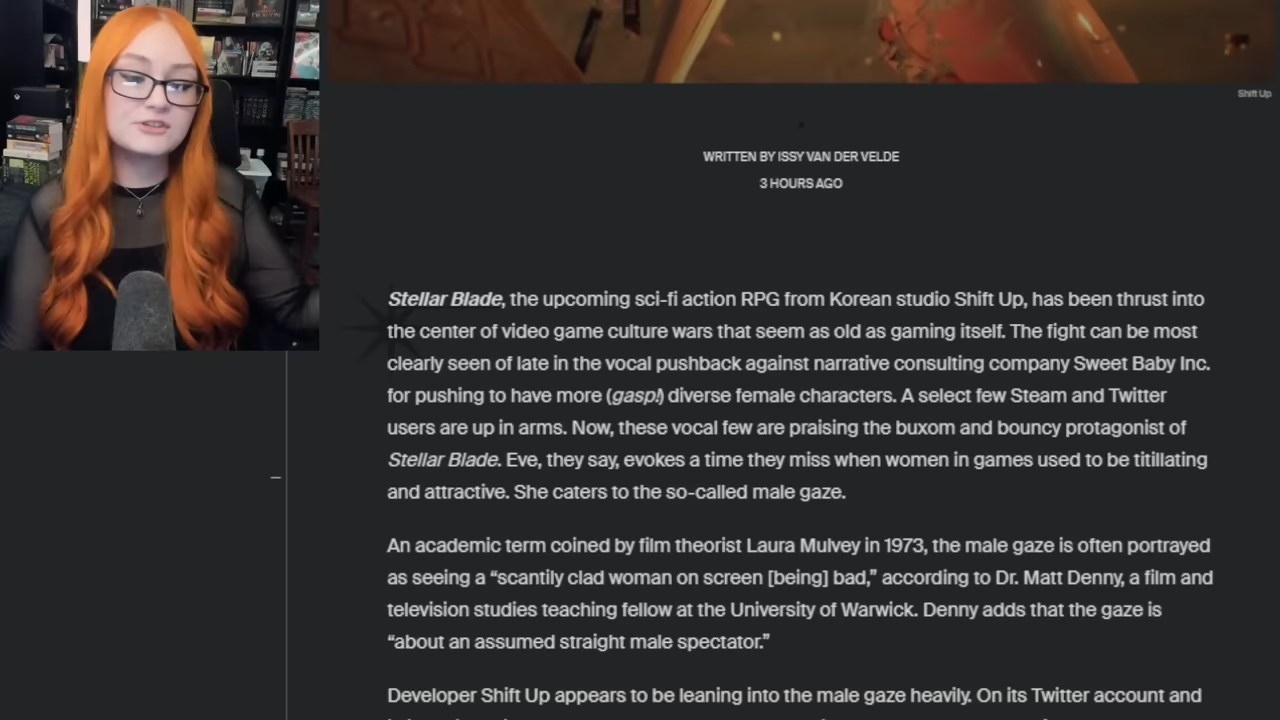 Shift Up
WRITTEN BY ISSY VAN DER VELDE
3 HOURS AGO
Stellar Blade, the upcoming sci-fi action RPG from Korean studio Shift Up, has been thrust into
the center of video game culture wars that seem as old as gaming itself. The fight can be most
clearly seen of late in the vocal pushback against narrative consulting company Sweet Baby Inc.
for pushing to have more (gasp!) diverse female characters. A select few Steam and Twitter
users are up in arms. Now, these vocal few are praising the buxom and bouncy protagonist of
Stellar Blade. Eve, they say, evokes a time they miss when women in games used to be titillating
and attractive. She caters to the so-called male gaze.
An academic term coined by film theorist Laura Mulvey in 1973, the male gaze is often portrayed
as seeing a “scantily clad woman on screen [being] bad,” according to Dr. Matt Denny, a film and
television studies teaching fellow at the University of Warwick. Denny adds that the gaze is
“about an assumed straight male spectator.”
Developer Shift Up appears to be leaning into the male gaze heavily. On its Twitter account and